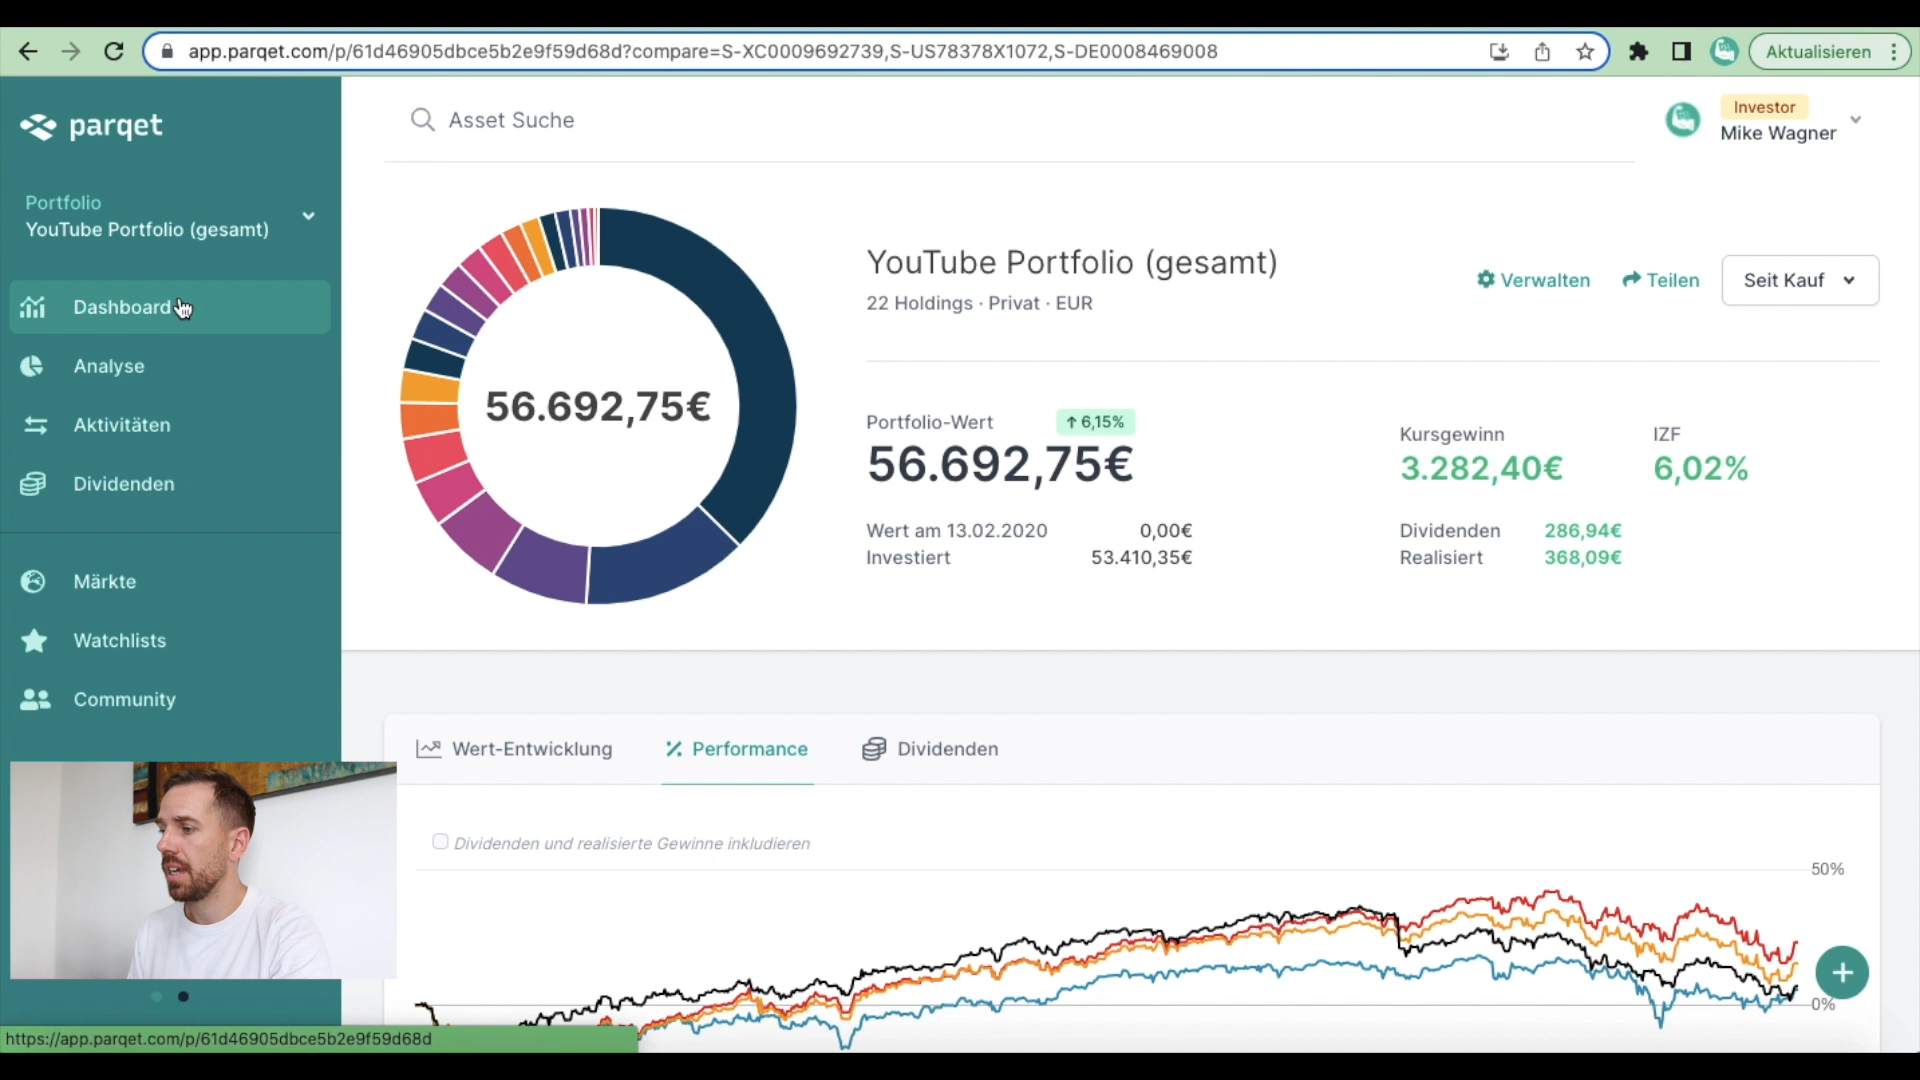 app.parqet.com/p/61d46905dbce5b2e9f59d68d?compare=S-XC0009692739,S-US78378X1072,S-DE0008469008
Aktualisieren
parqet
Asset Suche
Investor
Mike Wagner
Portfolio
YouTube Portfolio (gesamt)
Dashboard
Analyse
Aktivitäten
Dividenden
Märkte
Watchlists
Community
56.692,75€
YouTube Portfolio (gesamt)
22 Holdings · Privat · EUR
Verwalten
Teilen
Seit Kauf
Portfolio-Wert
↑ 6,15%
56.692,75€
Wert am 13.02.2020 0,00€
Investiert 53.410,35€
Kursgewinn
3.282,40€
IZF
6,02%
Dividenden 286,94€
Realisiert 368,09€
Wert-Entwicklung
Performance
Dividenden
Dividenden und realisierte Gewinne inkludieren
50%
0%
https://app.parqet.com/p/61d46905dbce5b2e9f59d68d